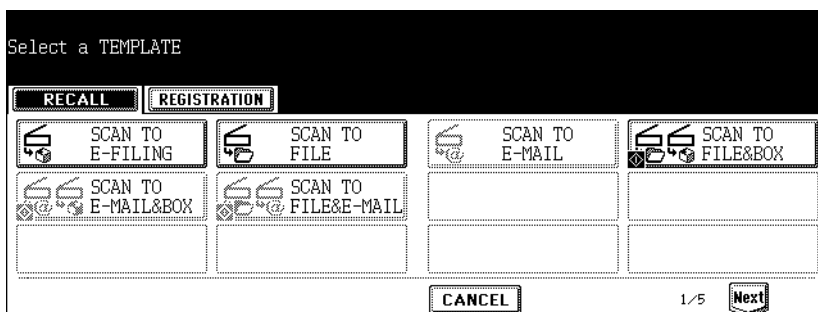 Select a TEMPLATE
RECALL REGISTRATION
SCAN TO E-FILING
SCAN TO FILE
SCAN TO E-MAIL
SCAN TO FILE&BOX
SCAN TO E-MAIL&BOX
SCAN TO FILE&E-MAIL
CANCEL 1/5 Next